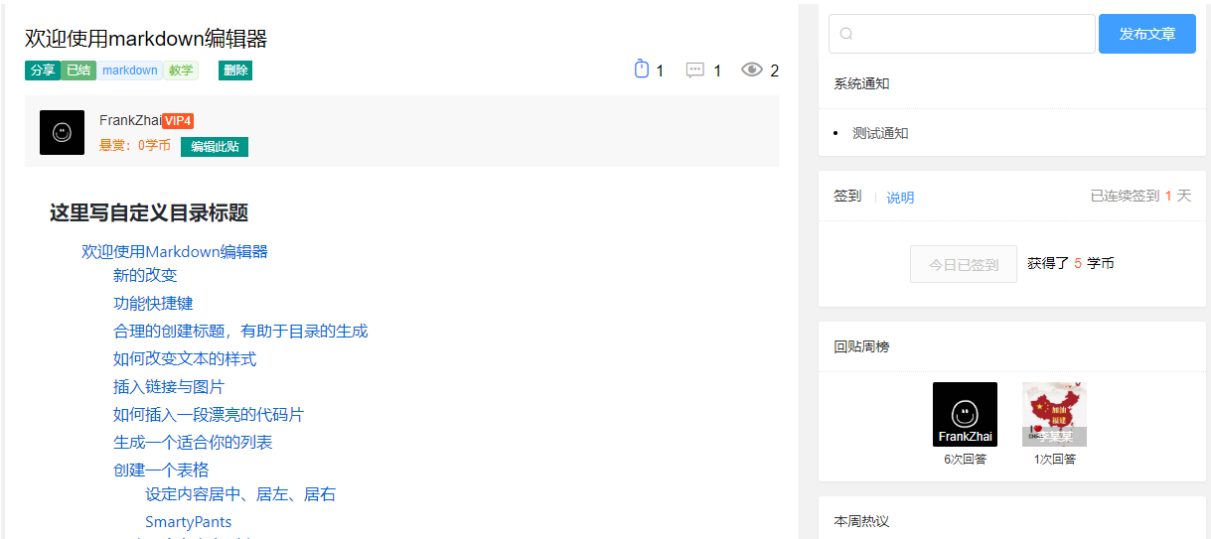 欢迎使用markdown编辑器
分享 已结 markdown 教学 删除
1 1 2
FrankZhai VIP4
悬赏：0学币 编辑此贴
这里写自定义目录标题
欢迎使用Markdown编辑器
新的改变
功能快捷键
合理的创建标题，有助于目录的生成
如何改变文本的样式
插入链接与图片
如何插入一段漂亮的代码片
生成一个适合你的列表
创建一个表格
设定内容居中、居左、居右
SmartyPants
发布文章
系统通知
测试通知
签到 说明 已连续签到 1 天
今日已签到 获得了 5 学币
回贴周榜
加油
福建
FrankZhai 李某某
6次回答 1次回答
本周热议